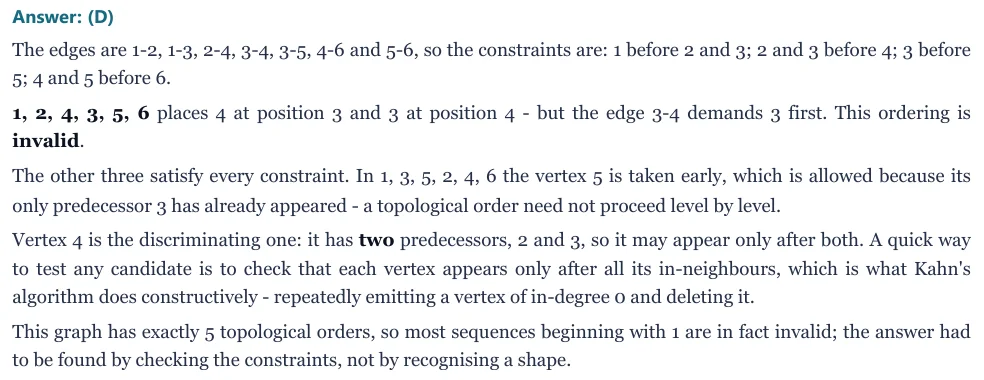 Answer: (D)
The edges are 1-2, 1-3, 2-4, 3-4, 3-5, 4-6 and 5-6, so the constraints are: 1 before 2 and 3; 2 and 3 before 4; 3 before
5; 4 and 5 before 6.
1, 2, 4, 3, 5, 6 places 4 at position 3 and 3 at position 4 - but the edge 3-4 demands 3 first. This ordering is
invalid.
The other three satisfy every constraint. In 1, 3, 5, 2, 4, 6 the vertex 5 is taken early, which is allowed because its
only predecessor 3 has already appeared - a topological order need not proceed level by level.
Vertex 4 is the discriminating one: it has two predecessors, 2 and 3, so it may appear only after both. A quick way
to test any candidate is to check that each vertex appears only after all its in-neighbours, which is what Kahn's
algorithm does constructively - repeatedly emitting a vertex of in-degree 0 and deleting it.
This graph has exactly 5 topological orders, so most sequences beginning with 1 are in fact invalid; the answer had
to be found by checking the constraints, not by recognising a shape.